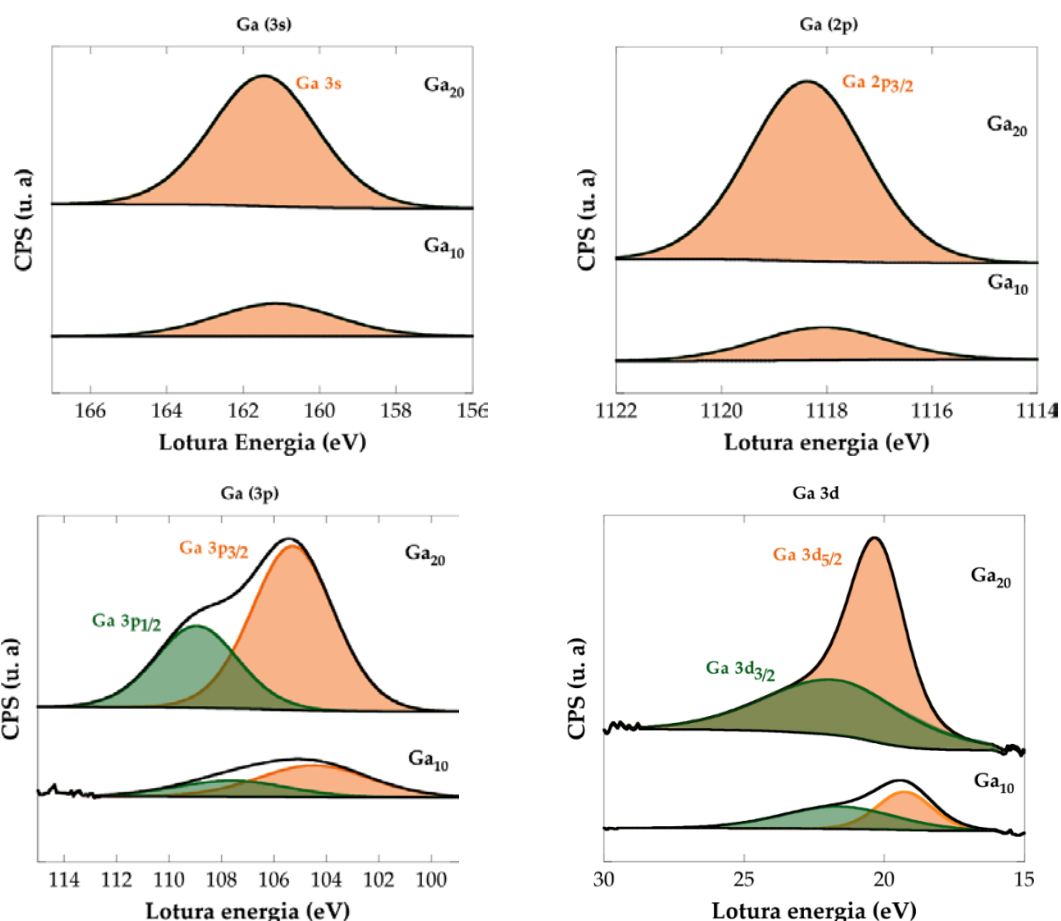 Ga (3s)
Ga 3s
Ga20
Ga10
CPS (u. a)
166 164 162 160 158 156
Lotura Energia (eV)
Ga (2p)
Ga 2p3/2
Ga20
Ga10
CPS (u. a)
1122 1120 1118 1116 1114
Lotura energia (eV)
Ga (3p)
Ga 3p3/2
Ga20
Ga 3p1/2
Ga10
CPS (u. a)
114 112 110 108 106 104 102 100
Lotura energia (eV)
Ga 3d
Ga 3d5/2
Ga20
Ga 3d3/2
Ga10
CPS (u. a)
30 25 20 15
Lotura energia (eV)